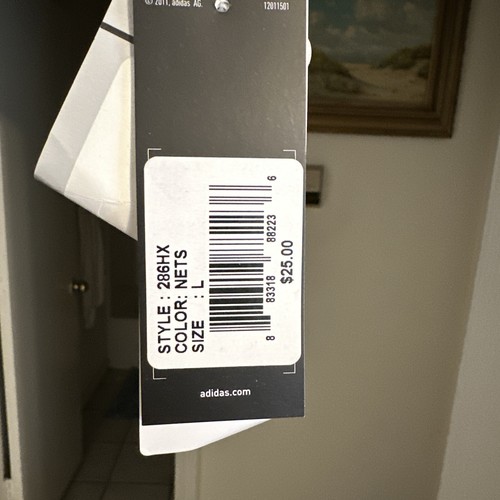 © 2011, adidas AG.
12011501
STYLE : 286HX
COLOR: NETS
SIZE : L
8 83318 88223 6
$25.00
adidas.com